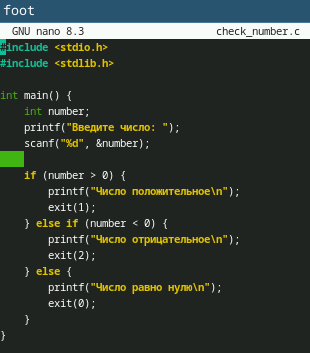 foot
GNU nano 8.3 check_number.c
#include <stdio.h>
#include <stdlib.h>
int main() {
    int number;
    printf("Введите число: ");
    scanf("%d", &number);
    if (number > 0) {
        printf("Число положительное\n");
        exit(1);
    } else if (number < 0) {
        printf("Число отрицательное\n");
        exit(2);
    } else {
        printf("Число равно нулю\n");
        exit(0);
    }
}